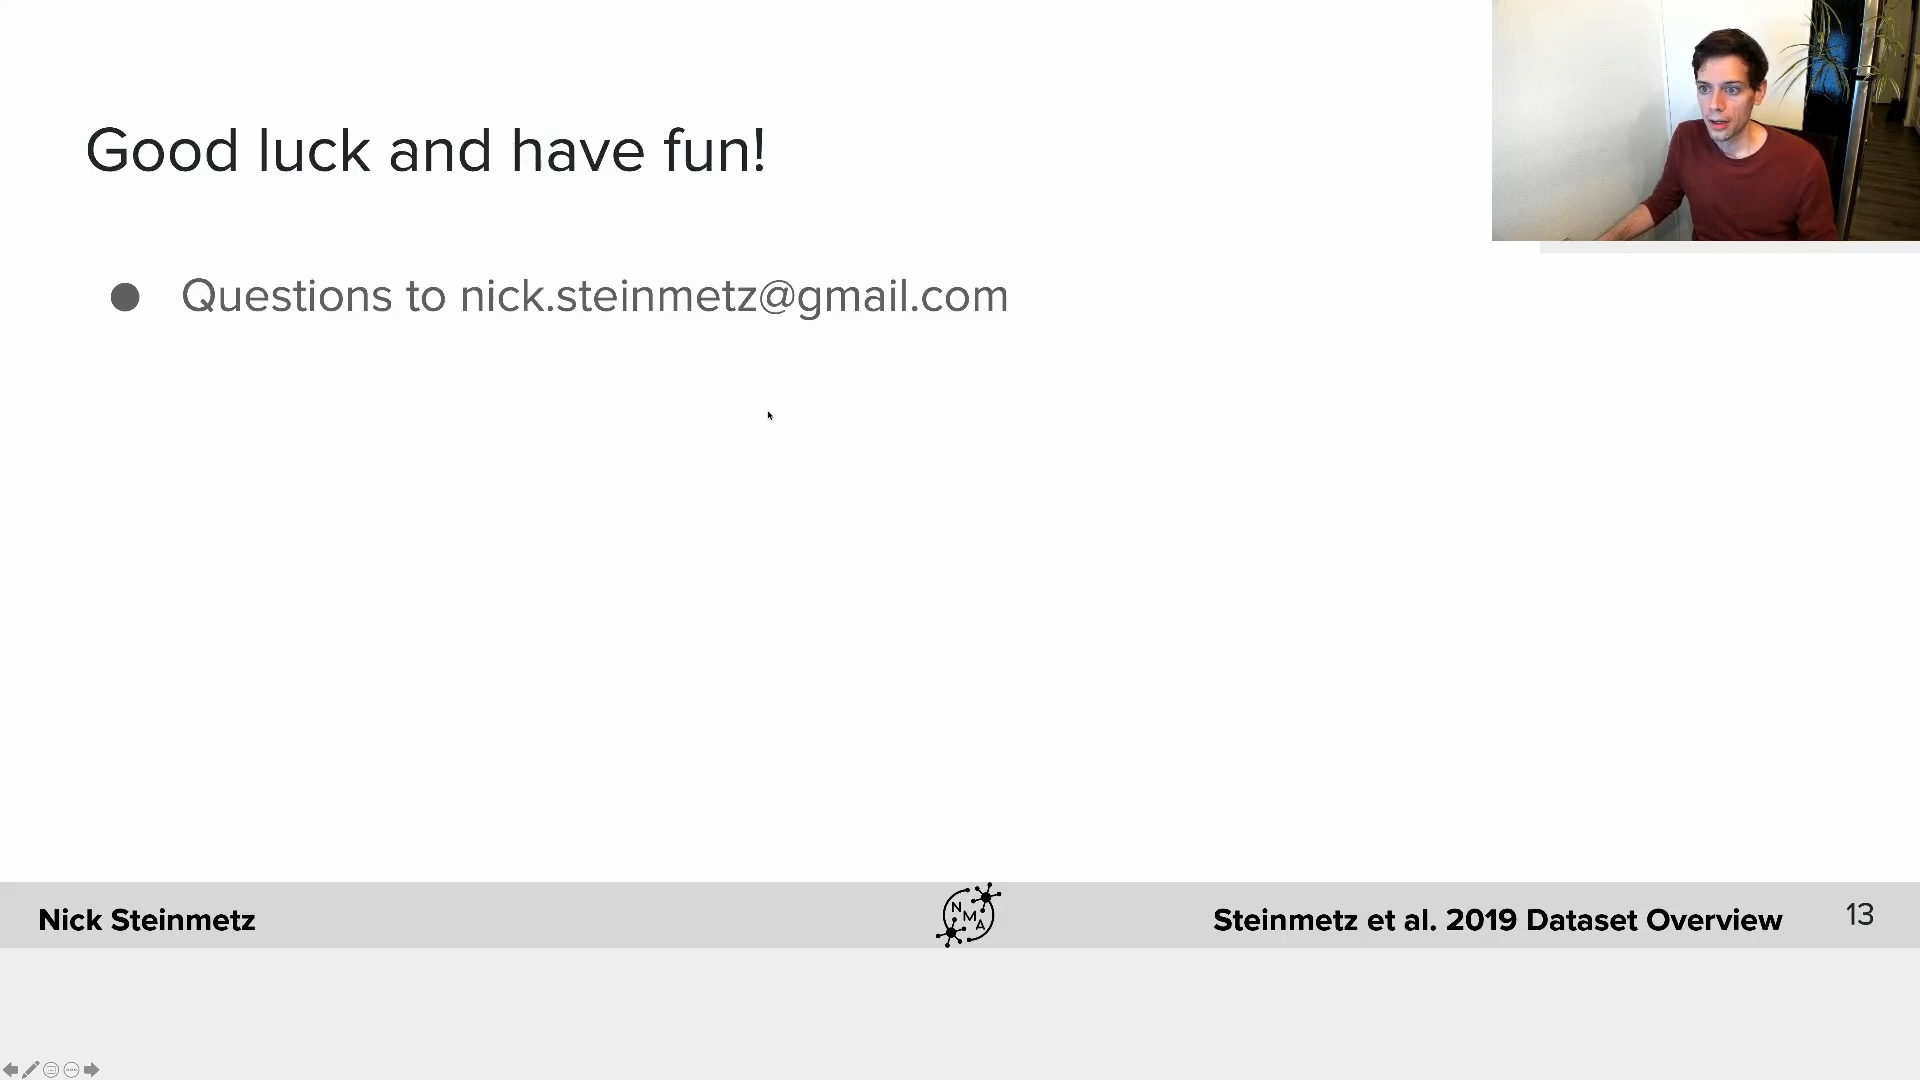 Good luck and have fun!
● Questions to nick.steinmetz@gmail.com
Nick Steinmetz
N
M
A
Steinmetz et al. 2019 Dataset Overview
13